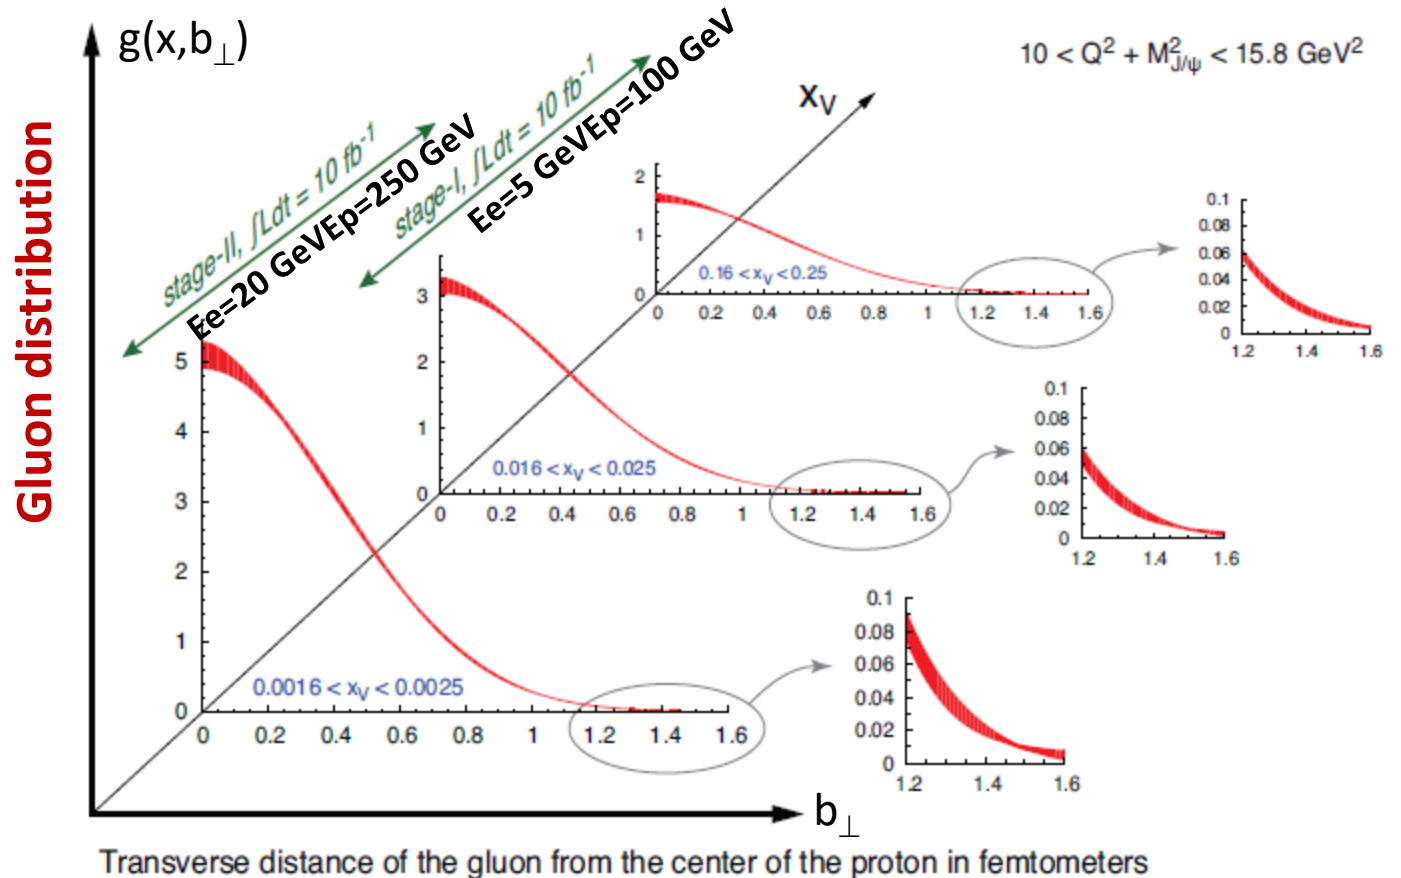 g(x,b⊥)
10 < Q² + M²J/ψ < 15.8 GeV²
Gluon distribution
stage-II, ∫Ldt = 10 fb⁻¹
Ee=20 GeVEp=250 GeV
stage-I, ∫Ldt = 10 fb⁻¹
Ee=5 GeVEp=100 GeV
xV
2
1
0
0.16 < xV < 0.25
0 0.2 0.4 0.6 0.8 1 1.2 1.4 1.6
0.1
0.08
0.06
0.04
0.02
0
1.2 1.4 1.6
3
2
1
0
0.016 < xV < 0.025
0 0.2 0.4 0.6 0.8 1 1.2 1.4 1.6
0.1
0.08
0.06
0.04
0.02
0
1.2 1.4 1.6
5
4
3
2
1
0
0.0016 < xV < 0.0025
0 0.2 0.4 0.6 0.8 1 1.2 1.4 1.6
0.1
0.08
0.06
0.04
0.02
0
1.2 1.4 1.6
b⊥
Transverse distance of the gluon from the center of the proton in femtometers